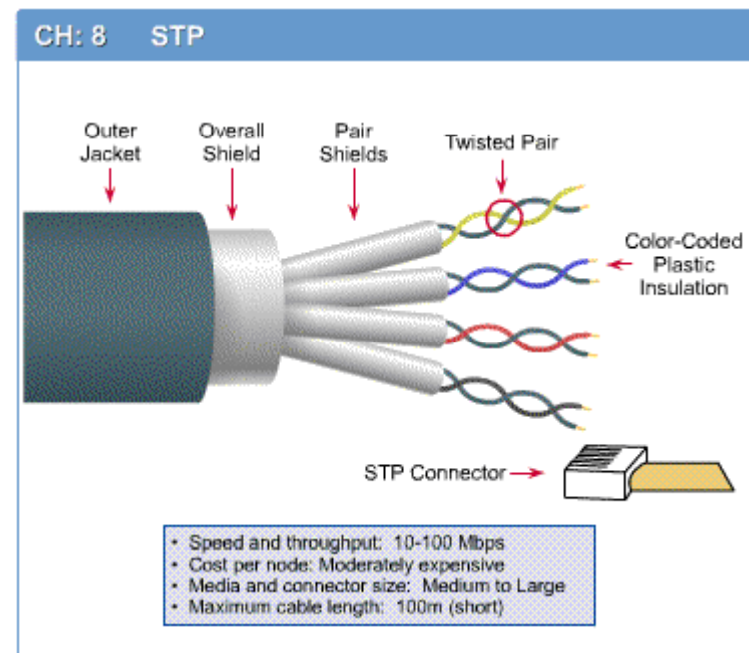 CH: 8 STP
Outer
Jacket
Overall
Shield
Pair
Shields
Twisted Pair
Color-Coded
Plastic
Insulation
STP Connector
• Speed and throughput: 10-100 Mbps
• Cost per node: Moderately expensive
• Media and connector size: Medium to Large
• Maximum cable length: 100m (short)